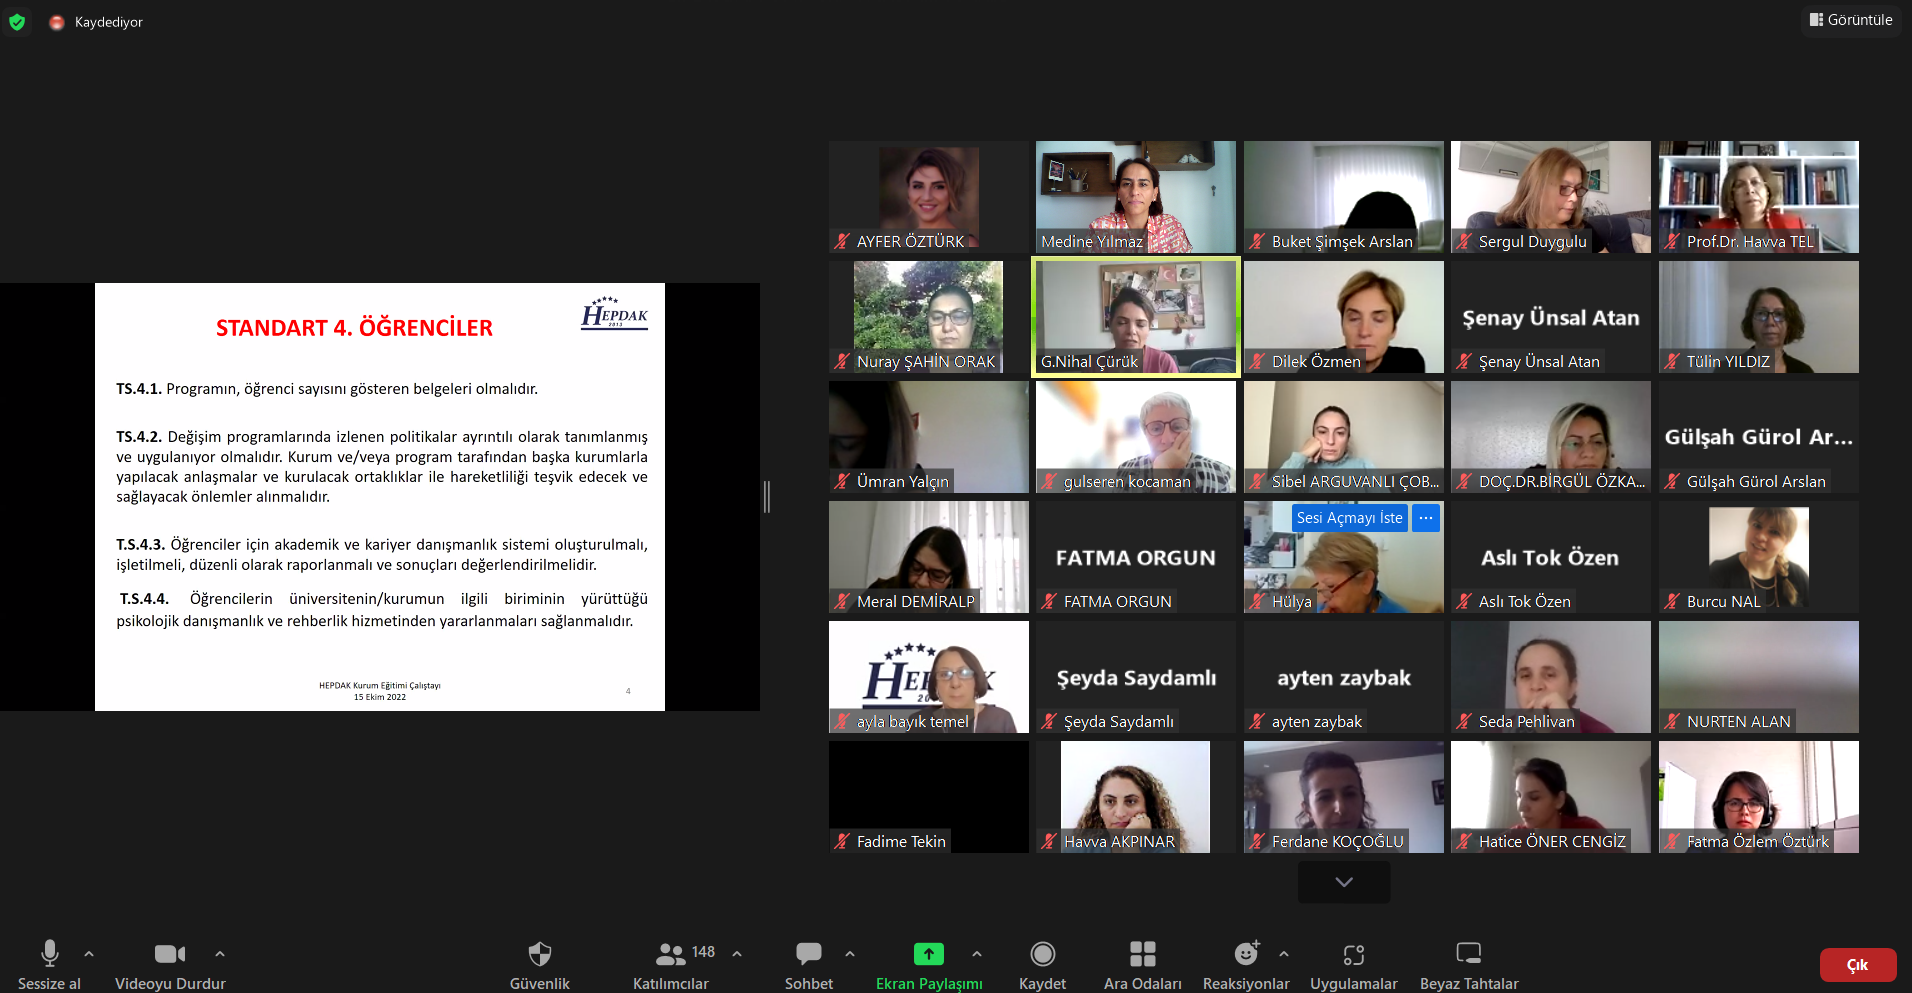 Kaydediyor
Görüntüle
STANDART 4. ÖĞRENCİLER
HEPDAK
2013
TS.4.1. Programın, öğrenci sayısını gösteren belgeleri olmalıdır.
TS.4.2. Değişim programlarında izlenen politikalar ayrıntılı olarak tanımlanmış
ve uygulanıyor olmalıdır. Kurum ve/veya program tarafından başka kurumlarla
yapılacak anlaşmalar ve kurulacak ortaklıklar ile hareketliliği teşvik edecek ve
sağlayacak önlemler alınmalıdır.
T.S.4.3. Öğrenciler için akademik ve kariyer danışmanlık sistemi oluşturulmalı,
işletilmeli, düzenli olarak raporlanmalı ve sonuçları değerlendirilmelidir.
T.S.4.4. Öğrencilerin üniversitenin/kurumun ilgili biriminin yürüttüğü
psikolojik danışmanlık ve rehberlik hizmetinden yararlanmaları sağlanmalıdır.
HEPDAK Kurum Eğitimi Çalıştayı
15 Ekim 2022
4
AYFER ÖZTÜRK
Medine Yılmaz
Buket Şimşek Arslan
Sergul Duygulu
Prof.Dr. Havva TEL
Nuray ŞAHİN ORAK
G.Nihal Çürük
Dilek Özmen
Şenay Ünsal Atan
Şenay Ünsal Atan
Tülin YILDIZ
Ümran Yalçın
gulseren kocaman
Sibel ARGUVANLI ÇOB...
DOÇ.DR.BİRGÜL ÖZKA...
Gülşah Gürol Ar...
Gülşah Gürol Arslan
Meral DEMİRALP
FATMA ORGUN
FATMA ORGUN
Sesi Açmayı İste
...
Hülya
Aslı Tok Özen
Aslı Tok Özen
Burcu NAL
ayla bayık temel
Şeyda Saydamlı
Şeyda Saydamlı
ayten zaybak
ayten zaybak
Seda Pehlivan
NURTEN ALAN
Fadime Tekin
Havva AKPINAR
Ferdane KOÇOĞLU
Hatice ÖNER CENGİZ
Fatma Özlem Öztürk
Sessize al
Videoyu Durdur
Güvenlik
148
Katılımcılar
Sohbet
Ekran Paylaşımı
Kaydet
Ara Odaları
Reaksiyonlar
Uygulamalar
Beyaz Tahtalar
Çık